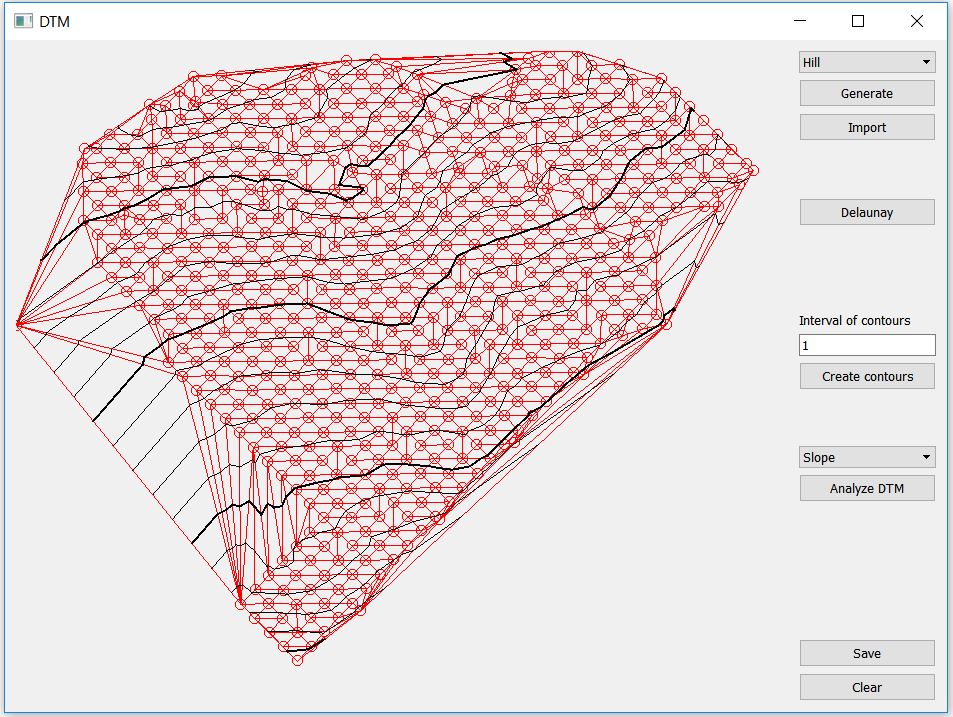 DTM
Hill
Generate
Import
Delaunay
Interval of contours
1
Create contours
Slope
Analyze DTM
Save
Clear